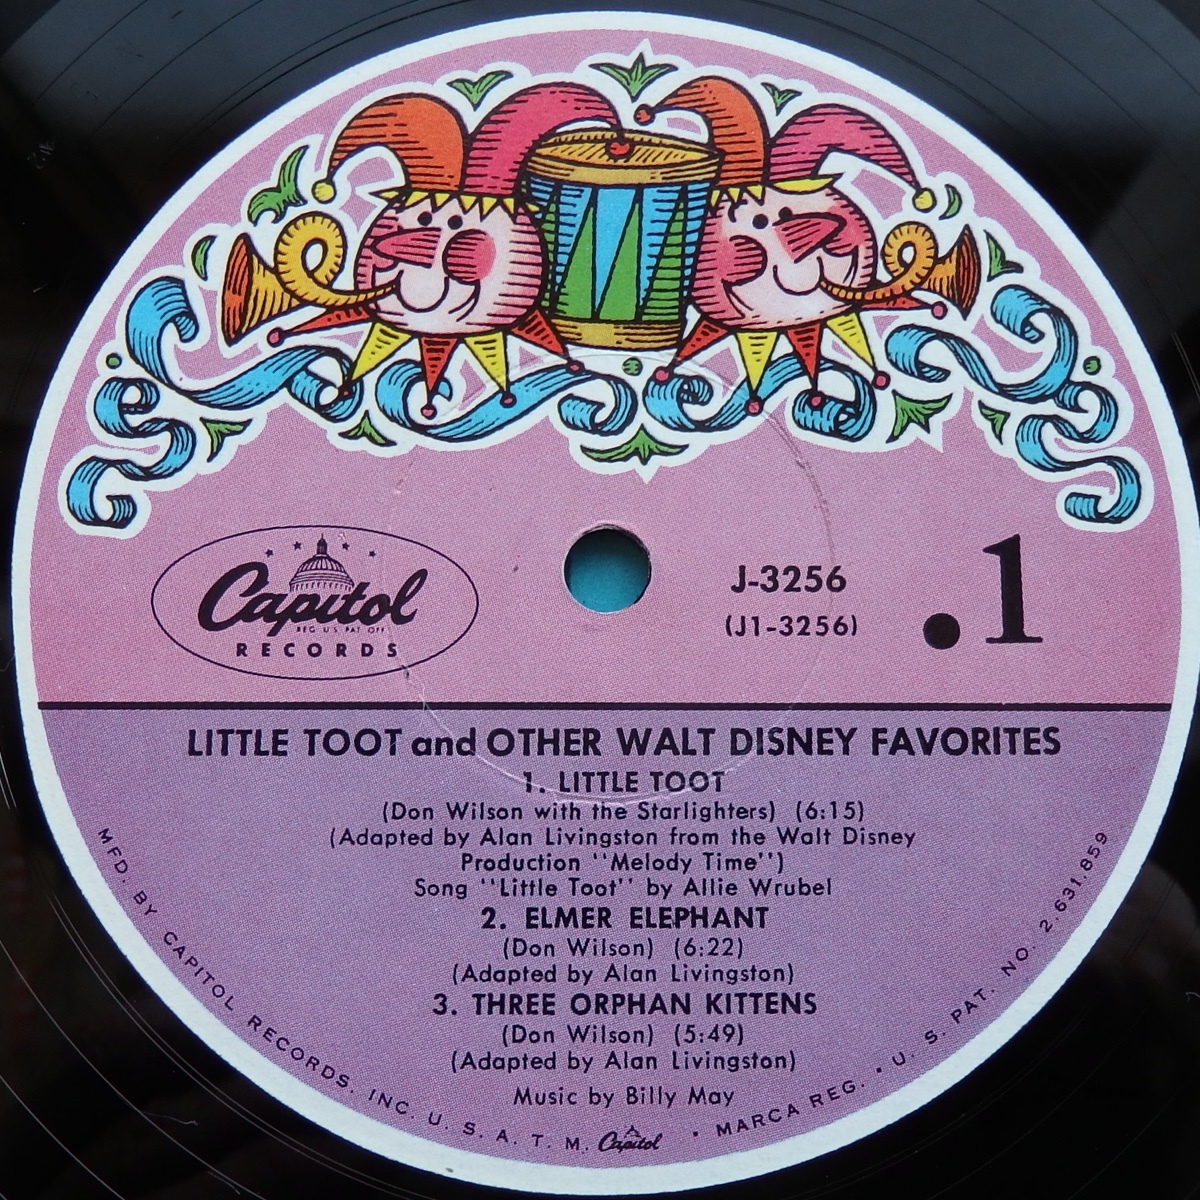 Capitol
REG. U.S. PAT. OFF.
RECORDS
J-3256
(J1-3256)
.1
LITTLE TOOT and OTHER WALT DISNEY FAVORITES
1. LITTLE TOOT
(Don Wilson with the Starlighters) (6:15)
(Adapted by Alan Livingston from the Walt Disney
Production "Melody Time")
Song "Little Toot" by Allie Wrubel
2. ELMER ELEPHANT
(Don Wilson) (6:22)
(Adapted by Alan Livingston)
3. THREE ORPHAN KITTENS
(Don Wilson) (5:49)
(Adapted by Alan Livingston)
Music by Billy May
MFD. BY CAPITOL RECORDS, INC. U. S. A. T. M. Capitol • MARCA REG. • U. S. PAT. NO. 2,631,859